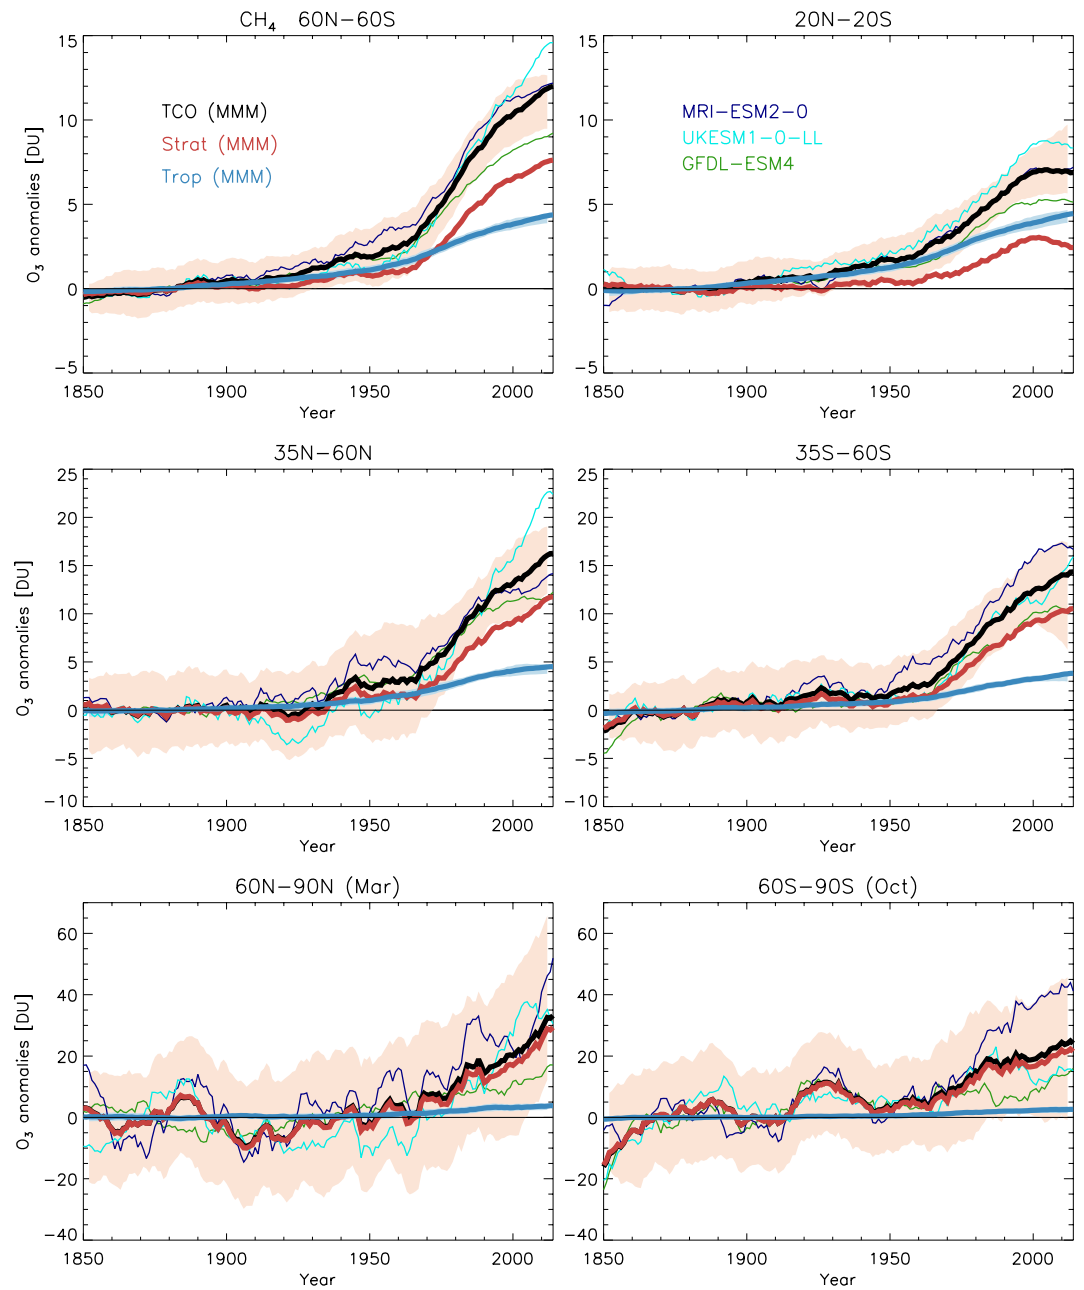 CH₄ 60N−60S
20N−20S
15
10
5
0
−5
O₃ anomalies [DU]
TCO (MMM)
Strat (MMM)
Trop (MMM)
MRI−ESM2−0
UKESM1−0−LL
GFDL−ESM4
1850 1900 1950 2000
Year
1850 1900 1950 2000
Year
35N−60N
35S−60S
25
20
15
10
5
0
−5
−10
O₃ anomalies [DU]
25
20
15
10
5
0
−5
−10
1850 1900 1950 2000
Year
1850 1900 1950 2000
Year
60N−90N (Mar)
60S−90S (Oct)
60
40
20
0
−20
−40
O₃ anomalies [DU]
60
40
20
0
−20
−40
1850 1900 1950 2000
Year
1850 1900 1950 2000
Year
15
10
5
0
−5